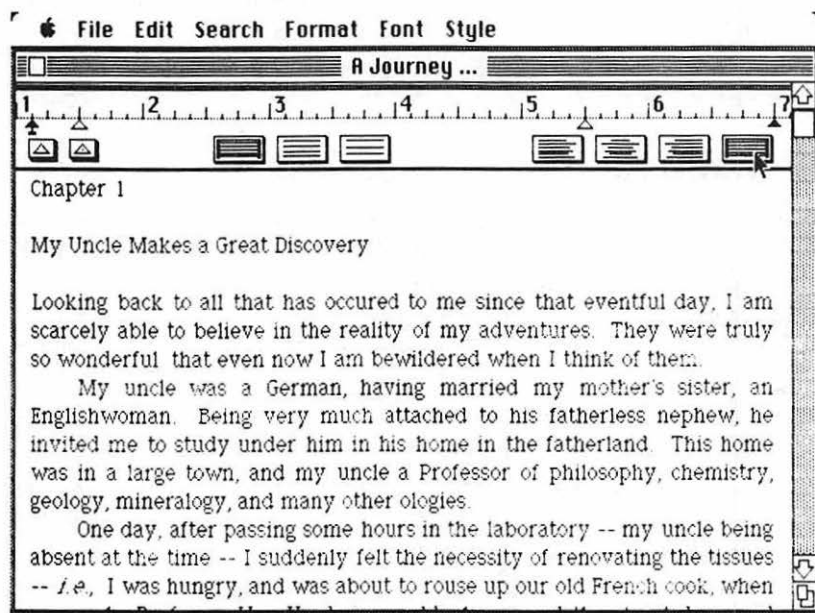 File Edit Search Format Font Style
A Journey ...
1 2 3 4 5 6 7
Chapter 1
My Uncle Makes a Great Discovery
Looking back to all that has occured to me since that eventful day, I am
scarcely able to believe in the reality of my adventures. They were truly
so wonderful that even now I am bewildered when I think of them.
My uncle was a German, having married my mother's sister, an
Englishwoman. Being very much attached to his fatherless nephew, he
invited me to study under him in his home in the fatherland. This home
was in a large town, and my uncle a Professor of philosophy, chemistry,
geology, mineralogy, and many other ologies.
One day, after passing some hours in the laboratory -- my uncle being
absent at the time -- I suddenly felt the necessity of renovating the tissues
-- i.e., I was hungry, and was about to rouse up our old French cook, when